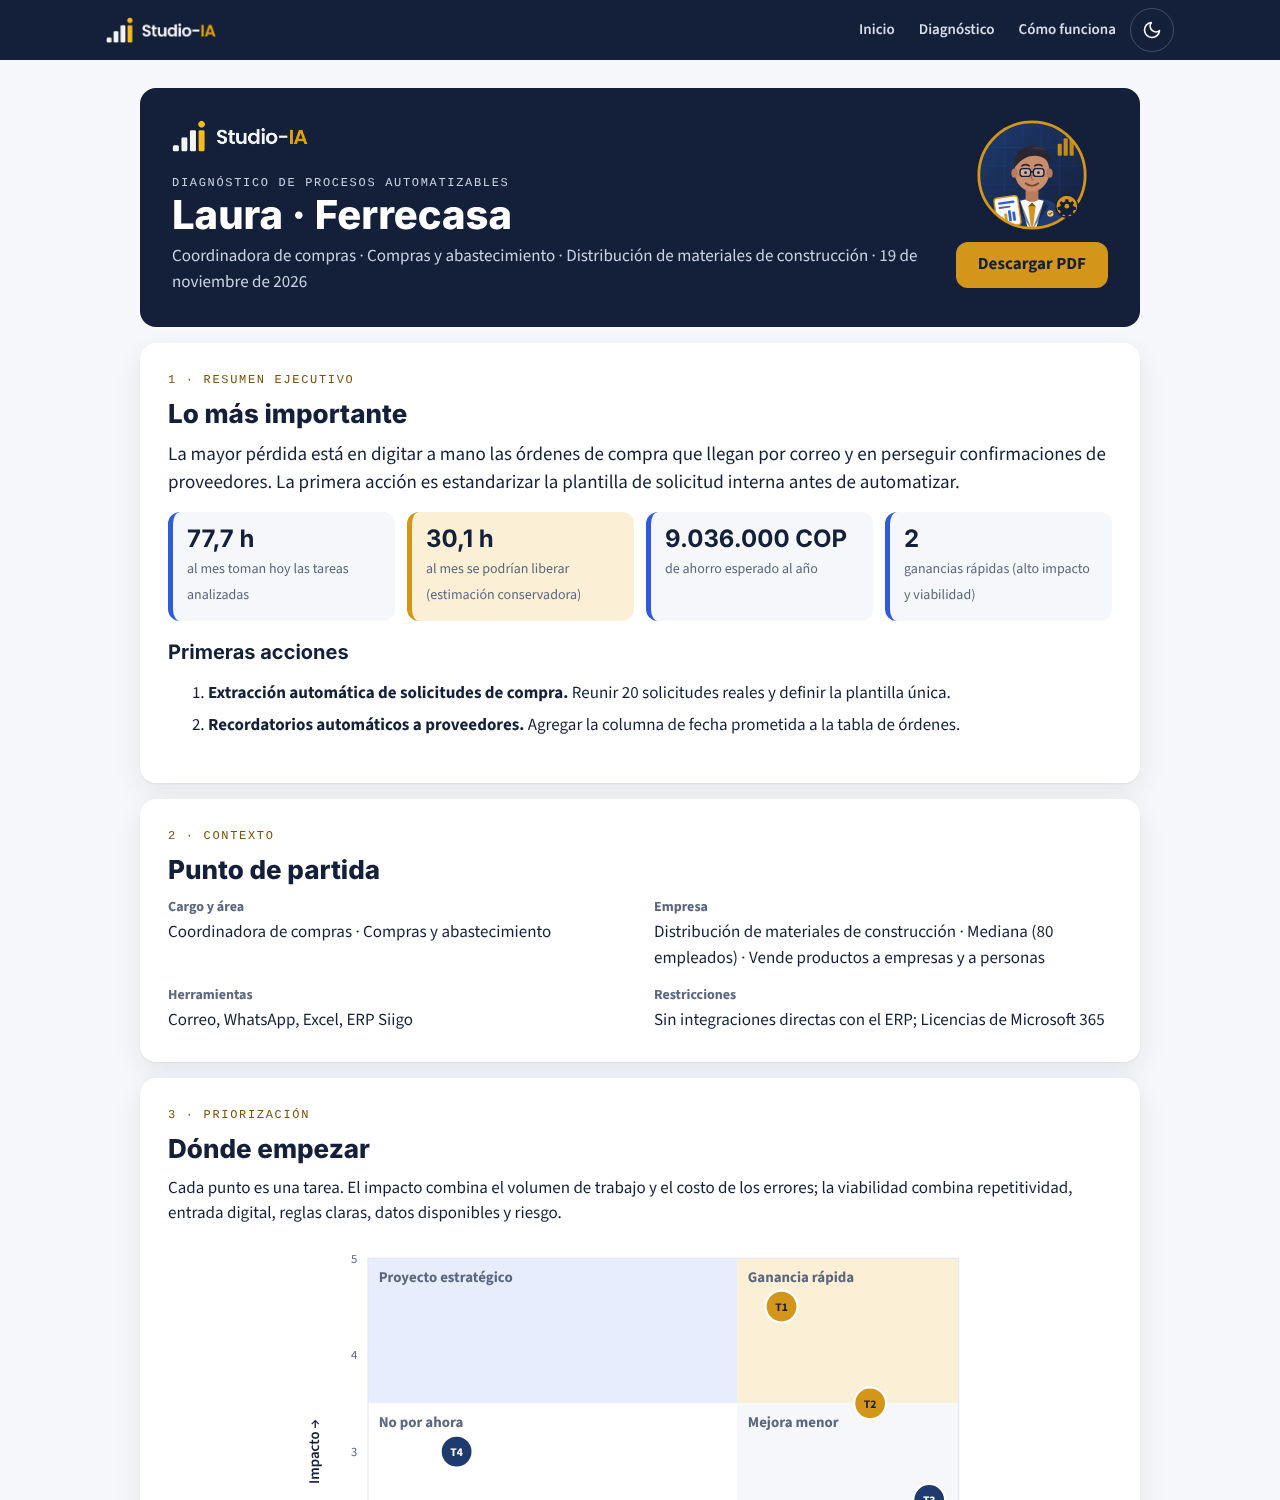 Studio-IA
Inicio
Diagnóstico
Cómo funciona
Studio-IA
DIAGNÓSTICO DE PROCESOS AUTOMATIZABLES
Laura · Ferrecasa
Coordinadora de compras · Compras y abastecimiento · Distribución de materiales de construcción · 19 de
noviembre de 2026
Descargar PDF
1 · RESUMEN EJECUTIVO
Lo más importante
La mayor pérdida está en digitar a mano las órdenes de compra que llegan por correo y en perseguir confirmaciones de
proveedores. La primera acción es estandarizar la plantilla de solicitud interna antes de automatizar.
77,7 h
al mes toman hoy las tareas
analizadas
30,1 h
al mes se podrían liberar
(estimación conservadora)
9.036.000 COP
de ahorro esperado al año
2
ganancias rápidas (alto impacto
y viabilidad)
Primeras acciones
1. Extracción automática de solicitudes de compra. Reunir 20 solicitudes reales y definir la plantilla única.
2. Recordatorios automáticos a proveedores. Agregar la columna de fecha prometida a la tabla de órdenes.
2 · CONTEXTO
Punto de partida
Cargo y área
Coordinadora de compras · Compras y abastecimiento
Empresa
Distribución de materiales de construcción · Mediana (80
empleados) · Vende productos a empresas y a personas
Herramientas
Correo, WhatsApp, Excel, ERP Siigo
Restricciones
Sin integraciones directas con el ERP; Licencias de Microsoft 365
3 · PRIORIZACIÓN
Dónde empezar
Cada punto es una tarea. El impacto combina el volumen de trabajo y el costo de los errores; la viabilidad combina repetitividad,
entrada digital, reglas claras, datos disponibles y riesgo.
5
Proyecto estratégico
Ganancia rápida
T1
4
T2
No por ahora
Mejora menor
Impacto →
3
T4
T3